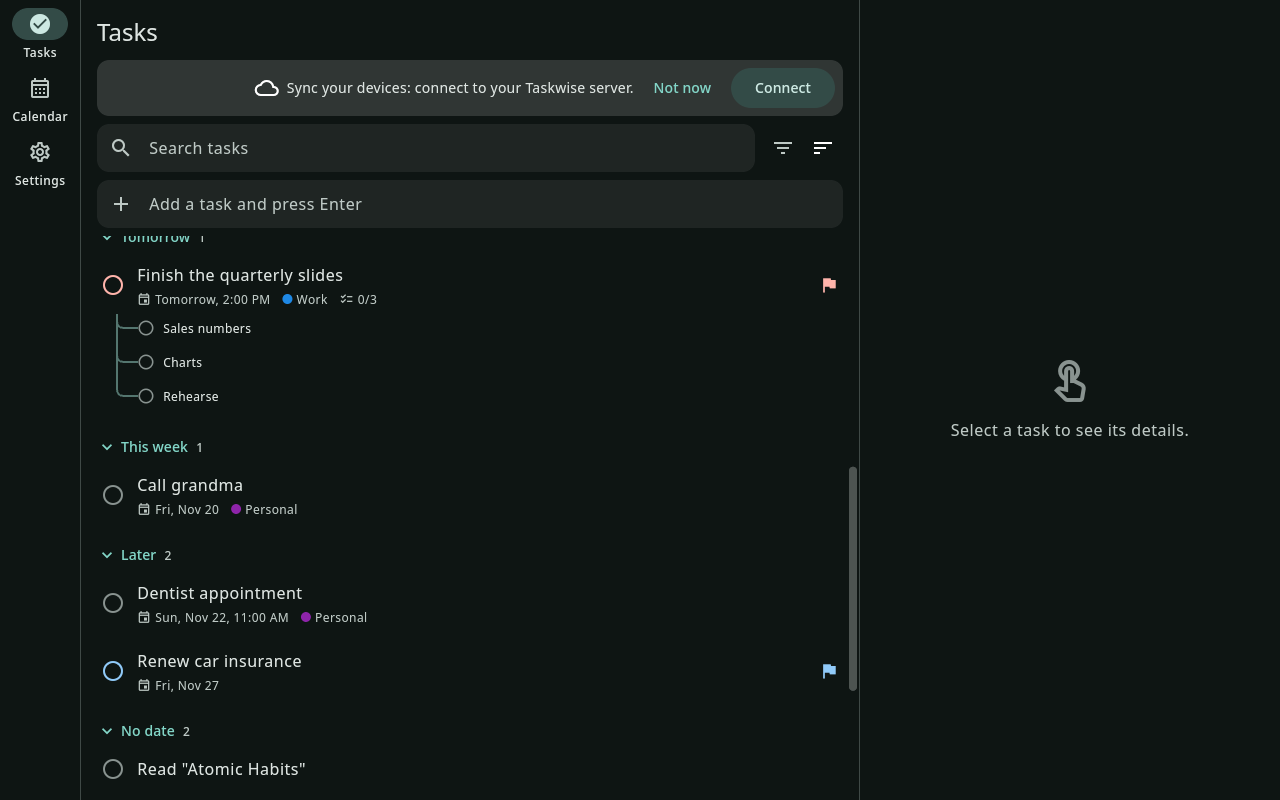 Tasks
Calendar
Settings
Tasks
Sync your devices: connect to your Taskwise server.
Not now
Connect
Search tasks
Add a task and press Enter
Tomorrow 1
Finish the quarterly slides
Tomorrow, 2:00 PM Work 0/3
Sales numbers
Charts
Rehearse
This week 1
Call grandma
Fri, Nov 20 Personal
Later 2
Dentist appointment
Sun, Nov 22, 11:00 AM Personal
Renew car insurance
Fri, Nov 27
No date 2
Read "Atomic Habits"
Select a task to see its details.